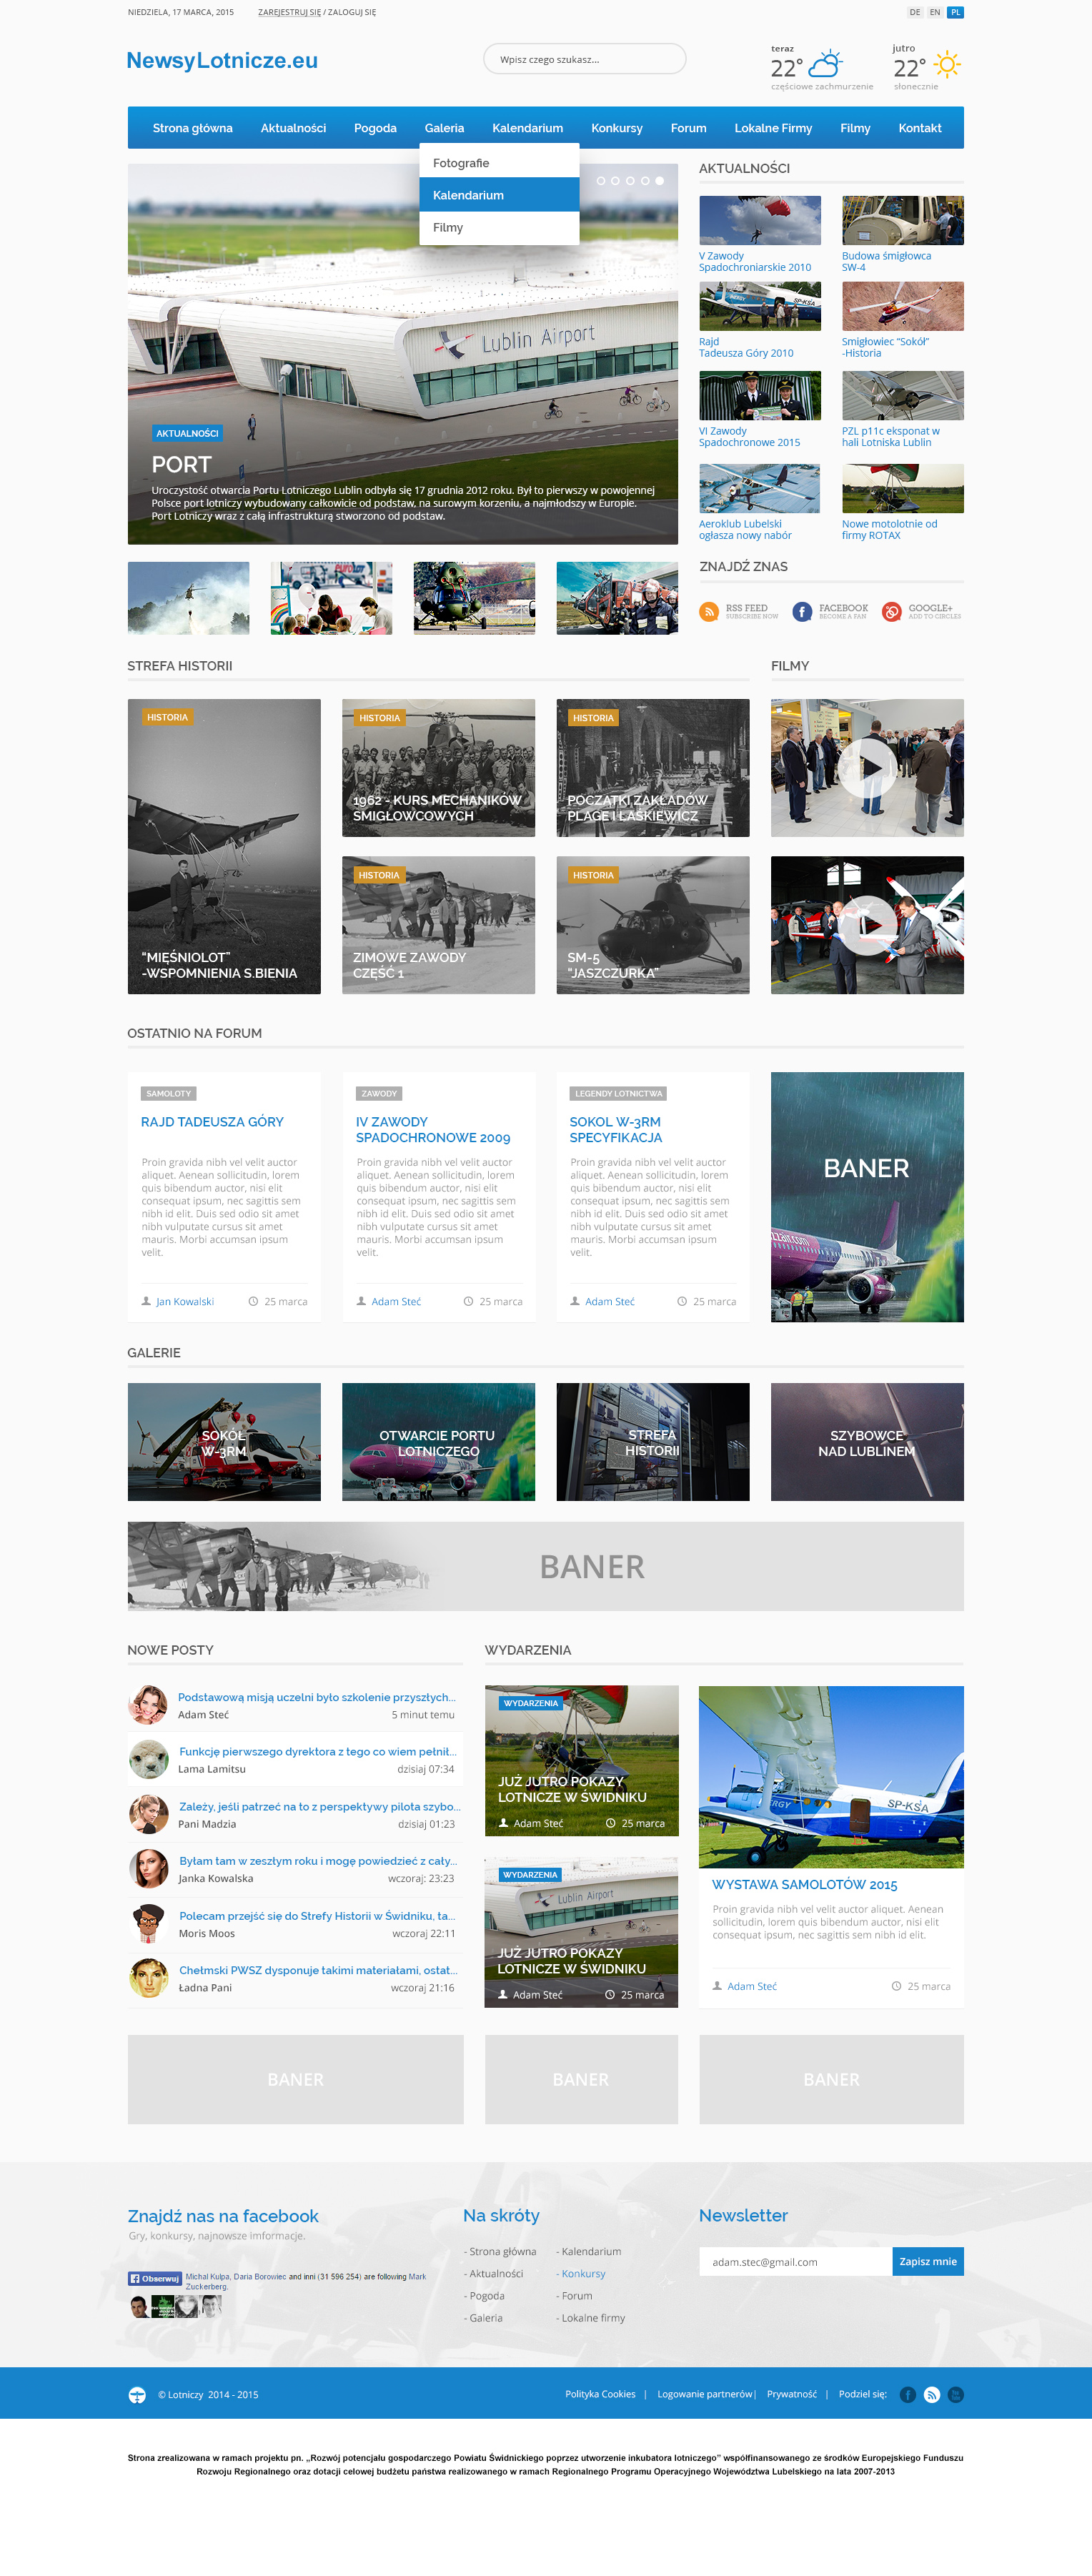 NIEDZIELA, 17 MARCA, 2015
ZAREJESTRUJ SIĘ / ZALOGUJ SIĘ
DE EN PL
NewsyLotnicze.eu
Wpisz czego szukasz...
teraz
22°
częściowe zachmurzenie
jutro
22°
słonecznie
Strona główna Aktualności Pogoda Galeria Kalendarium Konkursy Forum Lokalne Firmy Filmy Kontakt
Fotografie
Kalendarium
Filmy
Lublin Airport
AKTUALNOŚCI
PORT
Uroczystość otwarcia Portu Lotniczego Lublin odbyła się 17 grudnia 2012 roku. Był to pierwszy w powojennej
Polsce port lotniczy wybudowany całkowicie od podstaw, na surowym korzeniu, a najmłodszy w Europie.
Port Lotniczy wraz z całą infrastrukturą stworzono od podstaw.
AKTUALNOŚCI
V Zawody
Spadochroniarskie 2010
Budowa śmigłowca
SW-4
SP-KSA
Rajd
Tadeusza Góry 2010
Smigłowiec “Sokół”
-Historia
VI Zawody
Spadochronowe 2015
PZL p11c eksponat w
hali Lotniska Lublin
Aeroklub Lubelski
ogłasza nowy nabór
Nowe motolotnie od
firmy ROTAX
ZNAJDŹ ZNAS
RSS FEED
SUBSCRIBE NOW
FACEBOOK
BECOME A FAN
GOOGLE+
ADD TO CIRCLES
STREFA HISTORII
HISTORIA
“MIĘŚNIOLOT”
-WSPOMNIENIA S.BIENIA
HISTORIA
1962 - KURS MECHANIKÓW
SMIGŁOWCOWYCH
HISTORIA
POCZĄTKI ZAKŁADÓW
PLAGE I ŁAŚKIEWICZ
HISTORIA
ZIMOWE ZAWODY
CZĘŚĆ 1
HISTORIA
SM-5
“JASZCZURKA”
FILMY
OSTATNIO NA FORUM
SAMOLOTY
RAJD TADEUSZA GÓRY
Proin gravida nibh vel velit auctor
aliquet. Aenean sollicitudin, lorem
quis bibendum auctor, nisi elit
consequat ipsum, nec sagittis sem
nibh id elit. Duis sed odio sit amet
nibh vulputate cursus sit amet
mauris. Morbi accumsan ipsum
velit.
Jan Kowalski 25 marca
ZAWODY
IV ZAWODY
SPADOCHRONOWE 2009
Proin gravida nibh vel velit auctor
aliquet. Aenean sollicitudin, lorem
quis bibendum auctor, nisi elit
consequat ipsum, nec sagittis sem
nibh id elit. Duis sed odio sit amet
nibh vulputate cursus sit amet
mauris. Morbi accumsan ipsum
velit.
Adam Steć 25 marca
LEGENDY LOTNICTWA
SOKOL W-3RM
SPECYFIKACJA
Proin gravida nibh vel velit auctor
aliquet. Aenean sollicitudin, lorem
quis bibendum auctor, nisi elit
consequat ipsum, nec sagittis sem
nibh id elit. Duis sed odio sit amet
nibh vulputate cursus sit amet
mauris. Morbi accumsan ipsum
velit.
Adam Steć 25 marca
BANER
GALERIE
SOKÓŁ
W-3RM
OTWARCIE PORTU
LOTNICZEGO
STREFA
HISTORII
SZYBOWCE
NAD LUBLINEM
BANER
NOWE POSTY
Podstawową misją uczelni było szkolenie przyszłych...
Adam Steć 5 minut temu
Funkcję pierwszego dyrektora z tego co wiem pełnił...
Lama Lamitsu dzisiaj 07:34
Zależy, jeśli patrzeć na to z perspektywy pilota szybo...
Pani Madzia dzisiaj 01:23
Byłam tam w zeszłym roku i mogę powiedzieć z cały...
Janka Kowalska wczoraj: 23:23
Polecam przejść się do Strefy Historii w Świdniku, ta...
Moris Moos wczoraj 22:11
Chełmski PWSZ dysponuje takimi materiałami, ostat...
Ładna Pani wczoraj 21:16
WYDARZENIA
WYDARZENIA
JUŻ JUTRO POKAZY
LOTNICZE W ŚWIDNIKU
Adam Steć 25 marca
WYDARZENIA
Lublin Airport
JUŻ JUTRO POKAZY
LOTNICZE W ŚWIDNIKU
Adam Steć 25 marca
SP-KSA
WYSTAWA SAMOLOTÓW 2015
Proin gravida nibh vel velit auctor aliquet. Aenean
sollicitudin, lorem quis bibendum auctor, nisi elit
consequat ipsum, nec sagittis sem nibh id elit.
Adam Steć 25 marca
BANER
BANER
BANER
Znajdź nas na facebook
Gry, konkursy, najnowsze imformacje.
Obserwuj
Michał Kulpa, Daria Borowiec and inni (31 596 254) are following Mark
Zuckerberg.
Na skróty
- Strona główna
- Aktualności
- Pogoda
- Galeria
- Kalendarium
- Konkursy
- Forum
- Lokalne firmy
Newsletter
adam.stec@gmail.com
Zapisz mnie
© Lotniczy 2014 - 2015
Polityka Cookies | Logowanie partnerów | Prywatność | Podziel się:
Strona zrealizowana w ramach projektu pn. „Rozwój potencjału gospodarczego Powiatu Świdnickiego poprzez utworzenie inkubatora lotniczego” współfinansowanego ze środków Europejskiego Funduszu
Rozwoju Regionalnego oraz dotacji celowej budżetu państwa realizowanego w ramach Regionalnego Programu Operacyjnego Województwa Lubelskiego na lata 2007-2013